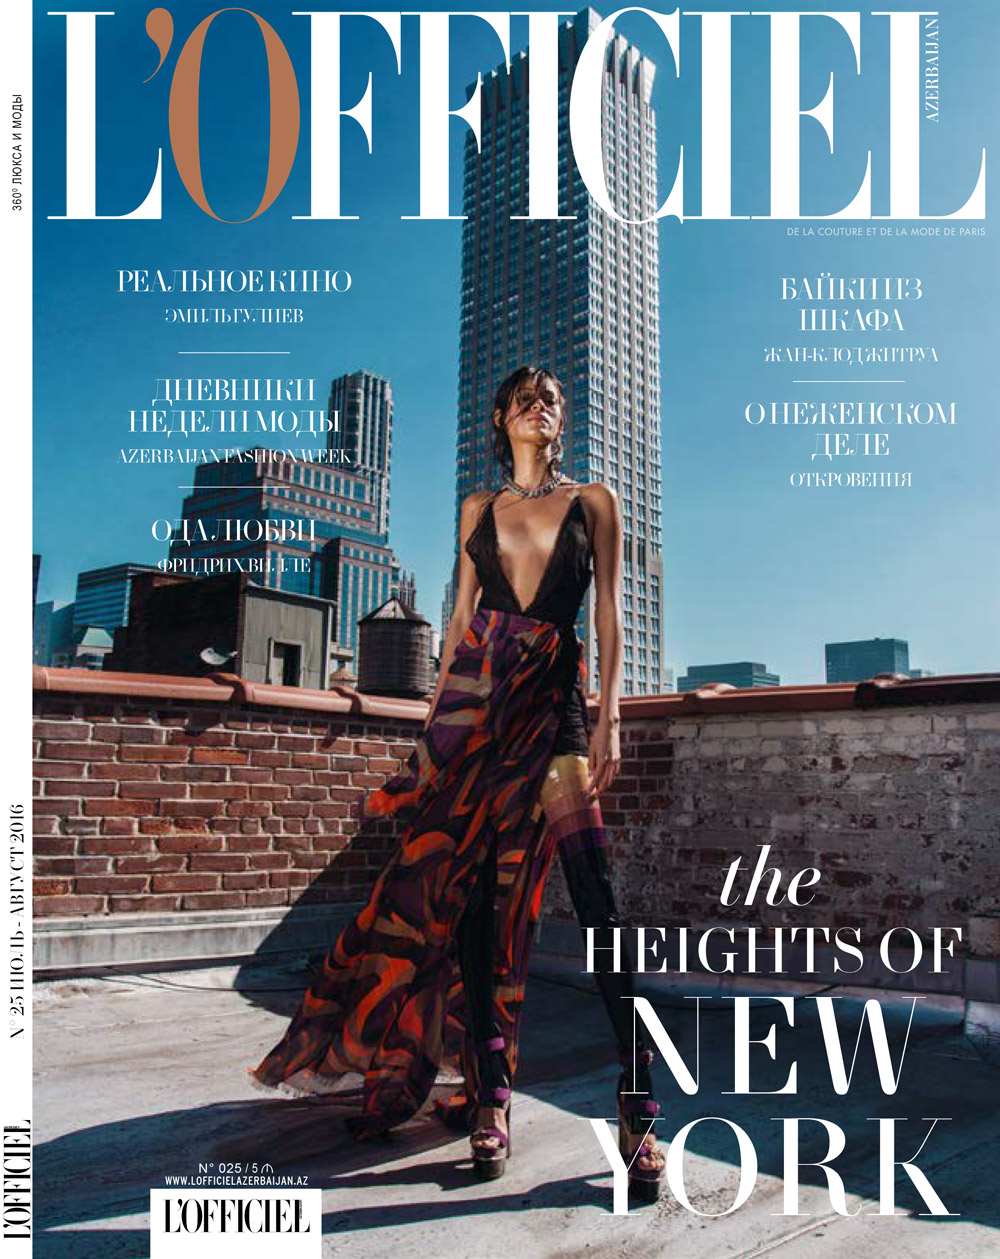 L'OFFICIEL
AZERBAIJAN
DE LA COUTURE ET DE LA MODE DE PARIS
360° ЛЮКСА И МОДЫ
РЕАЛЬНОЕ КИНО
ЭМИЛЬ ГУЛИЕВ
ДНЕВНИКИ
НЕДЕЛИ МОДЫ
AZERBAIJAN FASHION WEEK
ОДА ЛЮБВИ
ФРИДРИХ ВИЛЛЕ
БАЙКИ ИЗ
ШКАФА
ЖАН-КЛОД ЖИТРУА
О НЕЖЕНСКОМ
ДЕЛЕ
ОТКРОВЕНИЯ
the
HEIGHTS OF
NEW
YORK
N° 25 ИЮЛЬ - АВГУСТ 2016
L'OFFICIEL
N° 025 / 5 ₼
WWW.LOFFICIELAZERBAIJAN.AZ
L'OFFICIEL